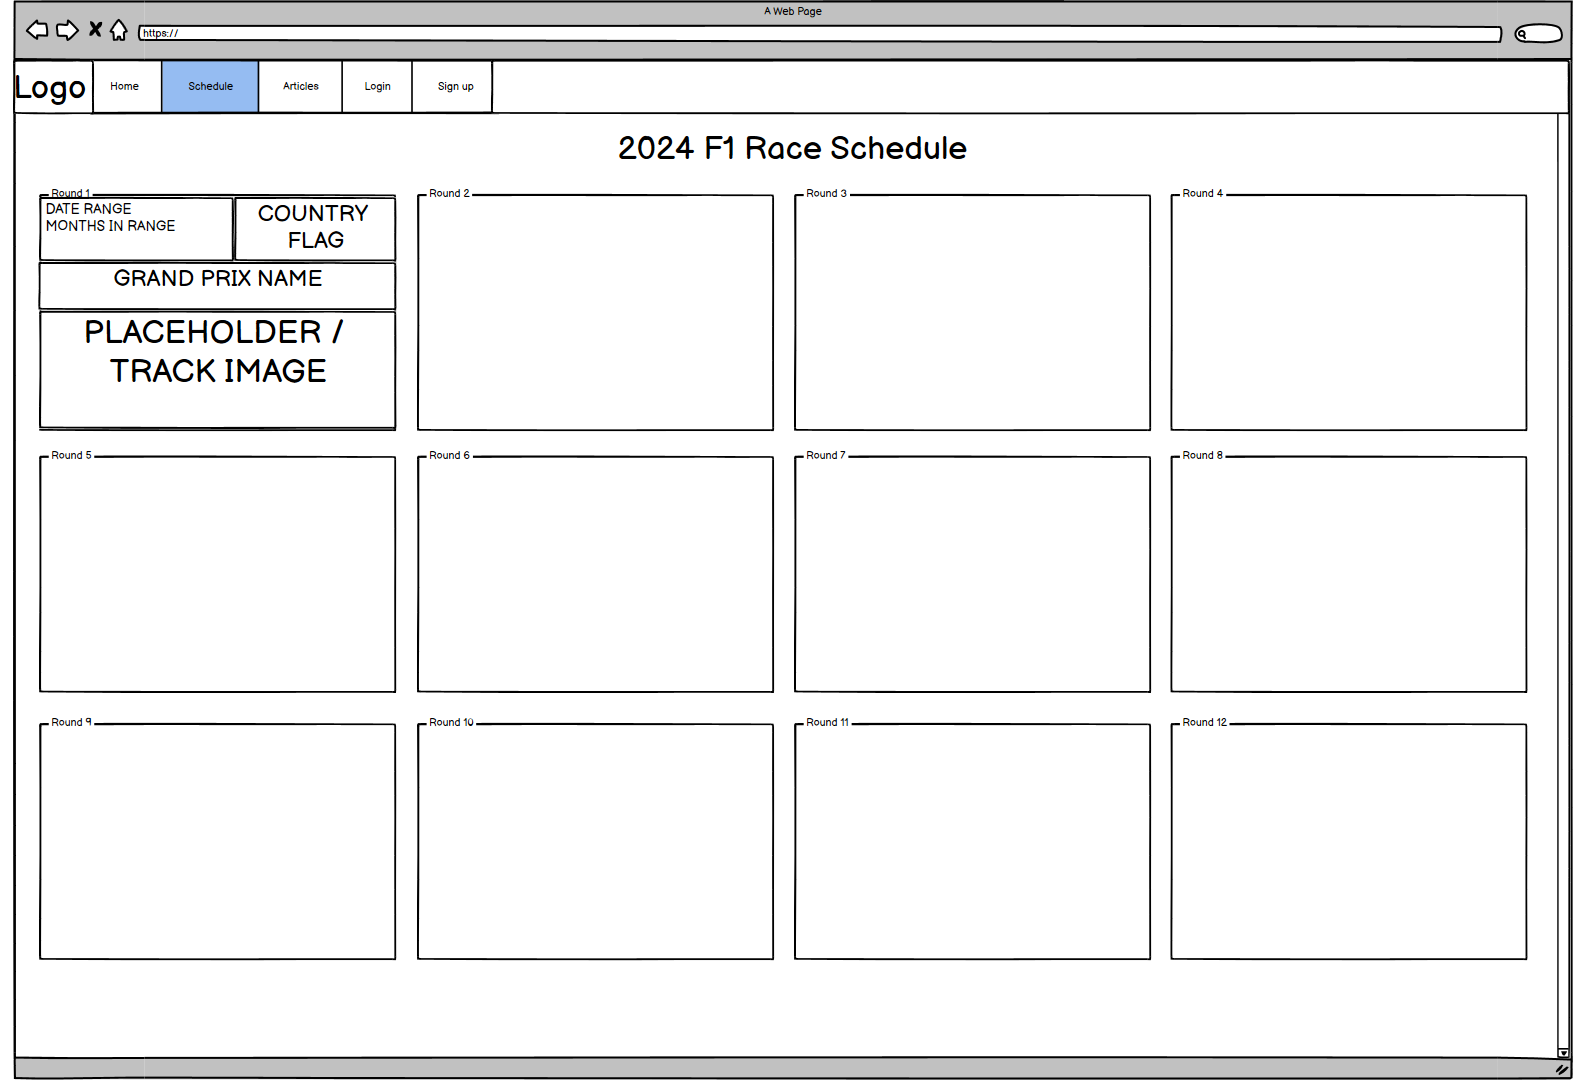 A Web Page
https://
Logo
Home
Schedule
Articles
Login
Sign up
2024 F1 Race Schedule
Round 1
DATE RANGE
MONTHS IN RANGE
COUNTRY
FLAG
GRAND PRIX NAME
PLACEHOLDER /
TRACK IMAGE
Round 2
Round 3
Round 4
Round 5
Round 6
Round 7
Round 8
Round 9
Round 10
Round 11
Round 12